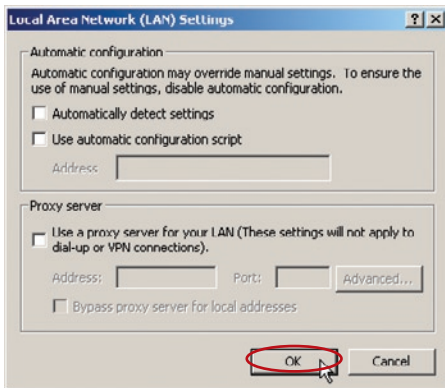 Local Area Network (LAN) Settings
Automatic configuration
Automatic configuration may override manual settings. To ensure the
use of manual settings, disable automatic configuration.
Automatically detect settings
Use automatic configuration script
Address
Proxy server
Use a proxy server for your LAN (These settings will not apply to
dial-up or VPN connections).
Address:
Port:
Advanced...
Bypass proxy server for local addresses
OK
Cancel